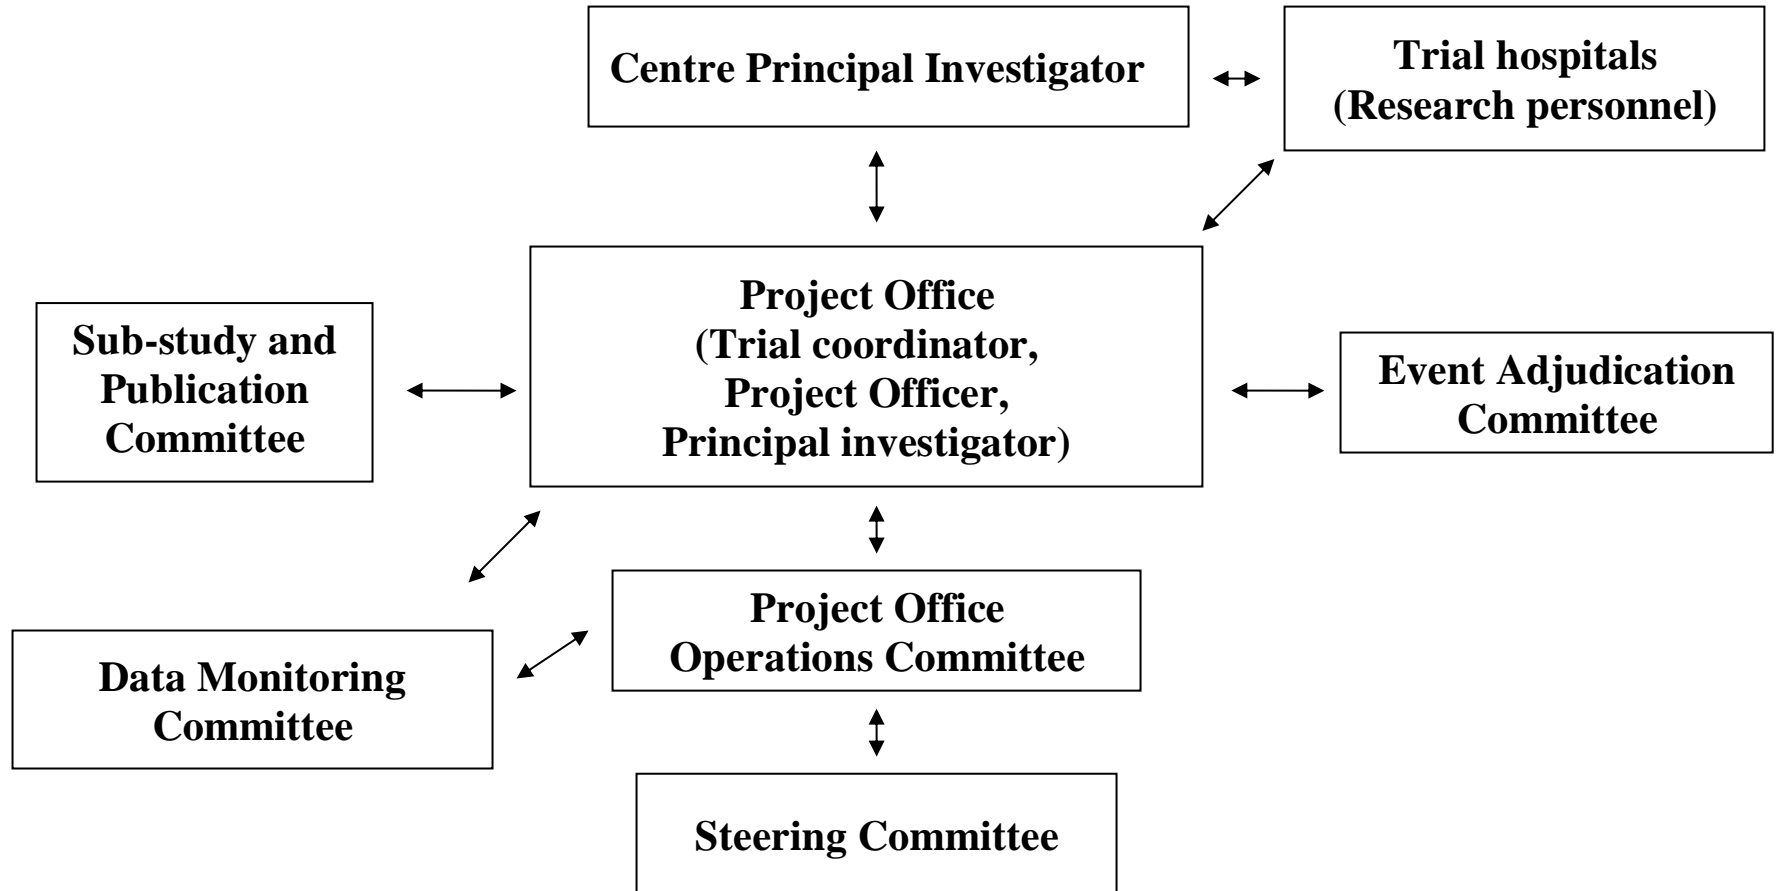 Centre Principal Investigator
Trial hospitals
(Research personnel)
Project Office
(Trial coordinator,
Project Officer,
Principal investigator)
Sub-study and
Publication
Committee
Event Adjudication
Committee
Project Office
Operations Committee
Data Monitoring
Committee
Steering Committee